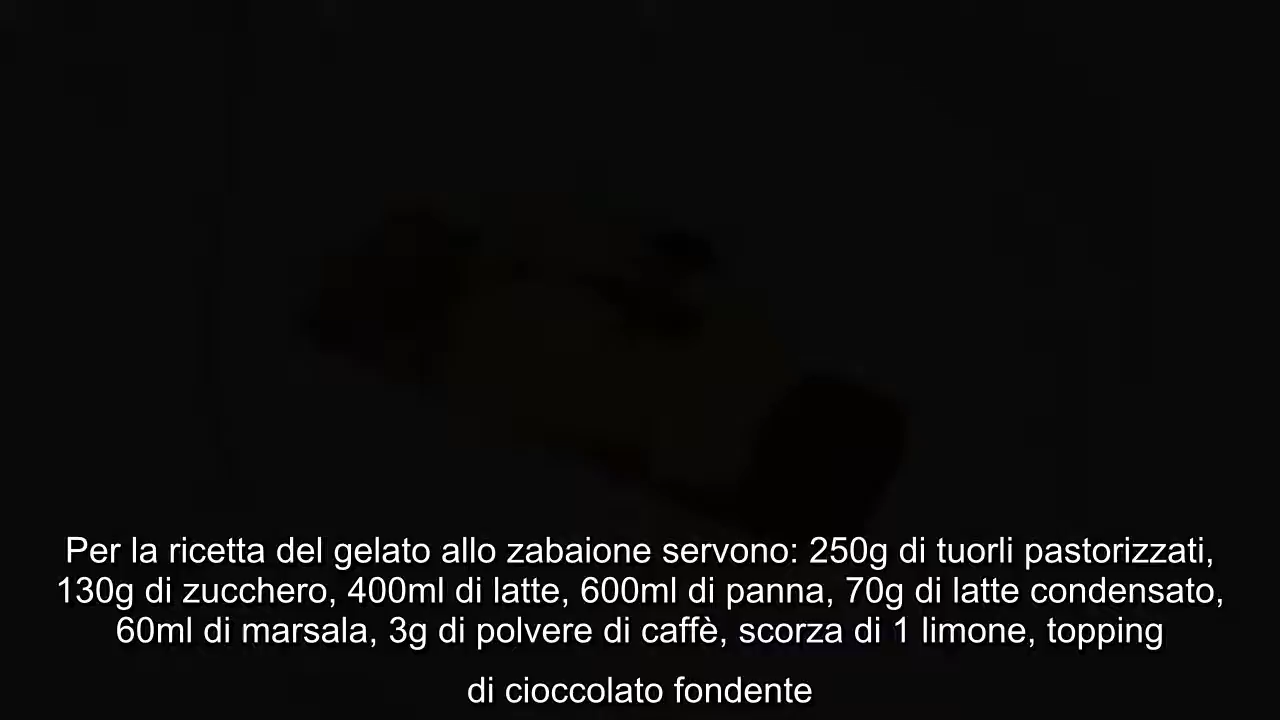 Per la ricetta del gelato allo zabaione servono: 250g di tuorli pastorizzati,
130g di zucchero, 400ml di latte, 600ml di panna, 70g di latte condensato,
60ml di marsala, 3g di polvere di caffè, scorza di 1 limone, topping
di cioccolato fondente